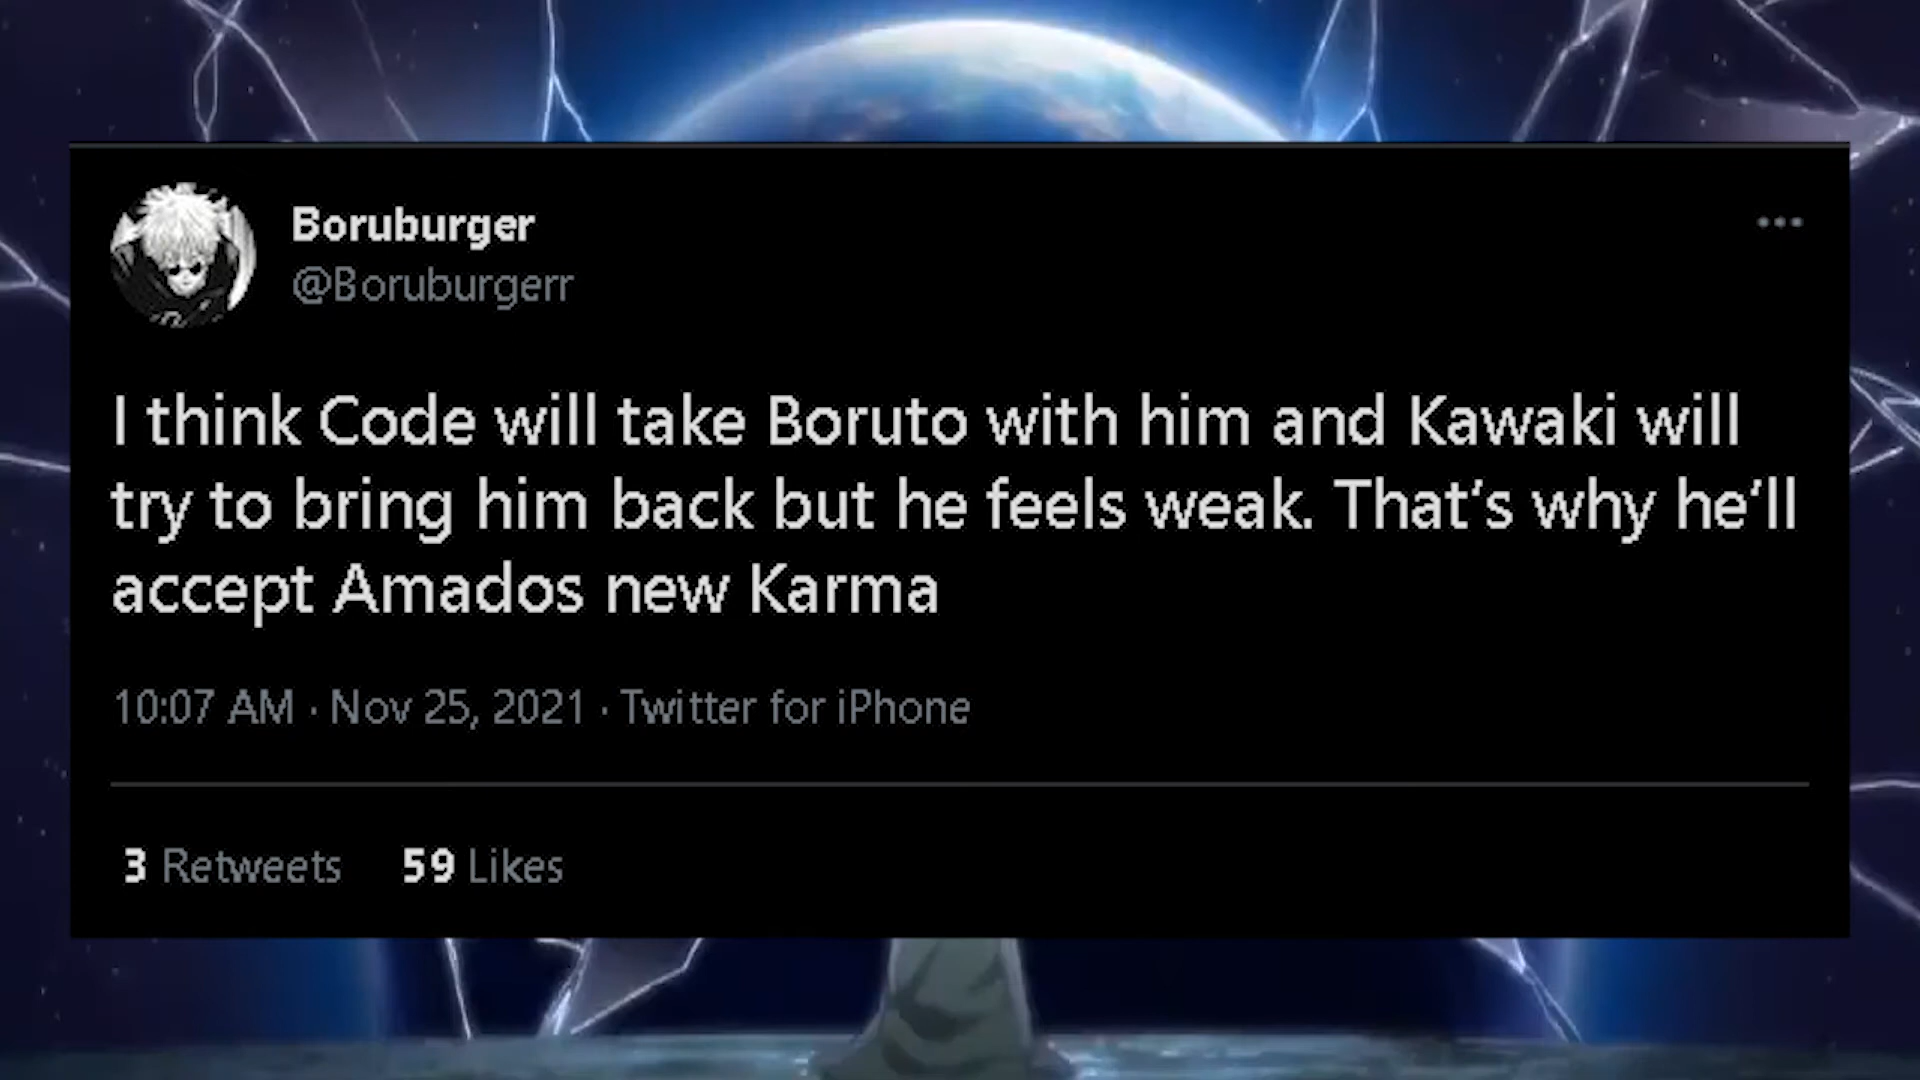 Boruburger
@Boruburgerr
I think Code will take Boruto with him and Kawaki will
try to bring him back but he feels weak. That's why he'll
accept Amados new Karma
10:07 AM · Nov 25, 2021 · Twitter for iPhone
3 Retweets 59 Likes